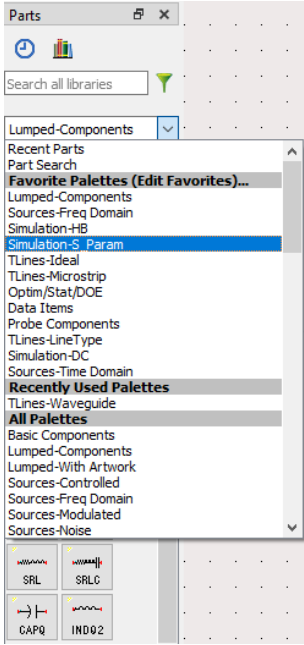 Parts
Search all libraries
Lumped-Components
Recent Parts
Part Search
Favorite Palettes (Edit Favorites)...
Lumped-Components
Sources-Freq Domain
Simulation-HB
Simulation-S_Param
TLines-Ideal
TLines-Microstrip
Optim/Stat/DOE
Data Items
Probe Components
TLines-LineType
Simulation-DC
Sources-Time Domain
Recently Used Palettes
TLines-Waveguide
All Palettes
Basic Components
Lumped-Components
Lumped-With Artwork
Sources-Controlled
Sources-Freq Domain
Sources-Modulated
Sources-Noise
SRL SRLC
CAPQ INDQ2